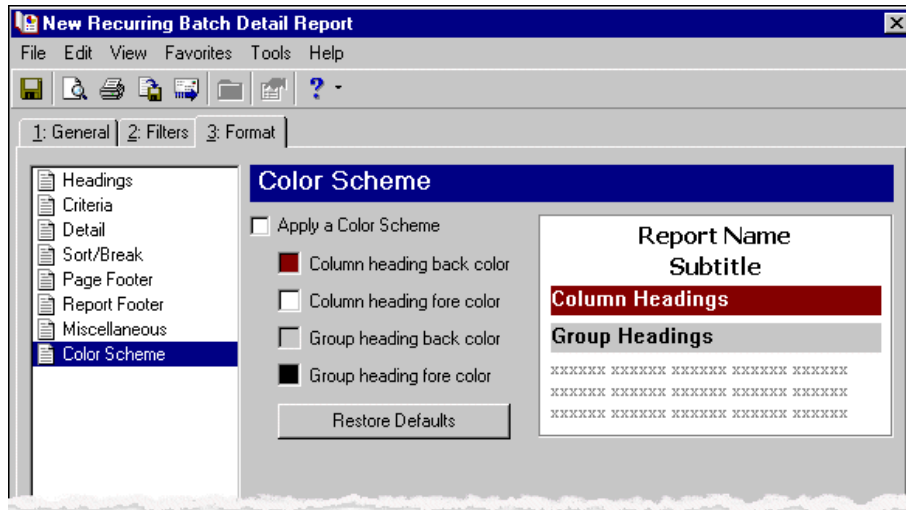 New Recurring Batch Detail Report
File Edit View Favorites Tools Help
?
1: General 2: Filters 3: Format
Headings
Criteria
Detail
Sort/Break
Page Footer
Report Footer
Miscellaneous
Color Scheme
Color Scheme
Apply a Color Scheme
Column heading back color
Column heading fore color
Group heading back color
Group heading fore color
Restore Defaults
Report Name
Subtitle
Column Headings
Group Headings
xxxxxx xxxxxx xxxxxx xxxxxx xxxxxx
xxxxxx xxxxxx xxxxxx xxxxxx xxxxxx
xxxxxx xxxxxx xxxxxx xxxxxx xxxxxx